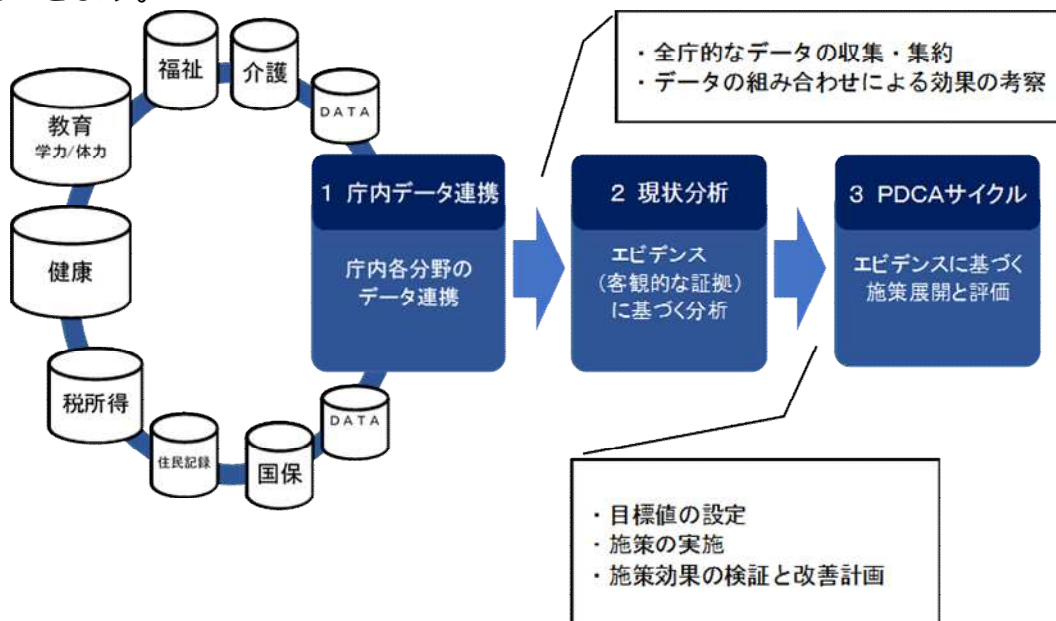 福祉
介護
DATA
教育
学力/体力
健康
税所得
住民記録
国保
DATA
1 庁内データ連携
庁内各分野の
データ連携
・全庁的なデータの収集・集約
・データの組み合わせによる効果の考察
2 現状分析
エビデンス
(客観的な証拠)
に基づく分析
3 PDCAサイクル
エビデンスに基づく
施策展開と評価
・目標値の設定
・施策の実施
・施策効果の検証と改善計画